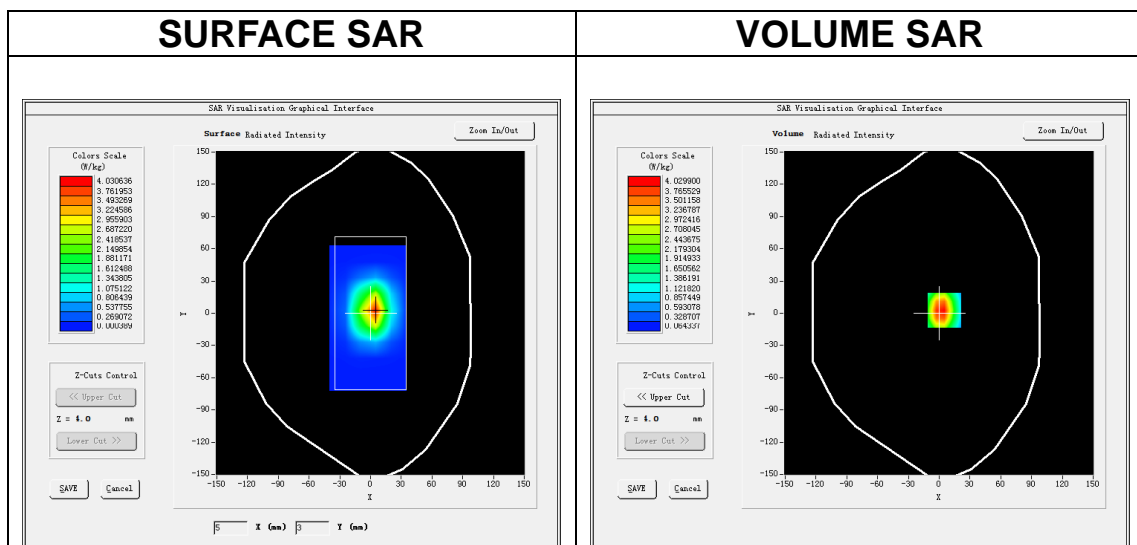 SURFACE SAR
VOLUME SAR
SAR Visualisation Graphical Interface
Surface Radiated Intensity
Zoom In/Out
Colors Scale
(W/kg)
4.030636
3.761953
3.493269
3.224586
2.955903
2.687220
2.418537
2.149854
1.881171
1.612488
1.343805
1.075122
0.806439
0.537755
0.269072
0.000389
150
120
90
60
30
0
-30
-60
-90
-120
-150
Y
-150 -120 -90 -60 -30 0 30 60 90 120 150
X
Z-Cuts Control
<< Upper Cut
Z = 4.0 mm
Lower Cut >>
SAVE Cancel
5 X (mm) 3 Y (mm)
SAR Visualisation Graphical Interface
Volume Radiated Intensity
Zoom In/Out
Colors Scale
(W/kg)
4.029900
3.765529
3.501158
3.236787
2.972416
2.708045
2.443675
2.179304
1.914933
1.650562
1.386191
1.121820
0.857449
0.593078
0.328707
0.064337
150
120
90
60
30
0
-30
-60
-90
-120
-150
Y
-150 -120 -90 -60 -30 0 30 60 90 120 150
X
Z-Cuts Control
<< Upper Cut
Z = 4.0 mm
Lower Cut >>
SAVE Cancel